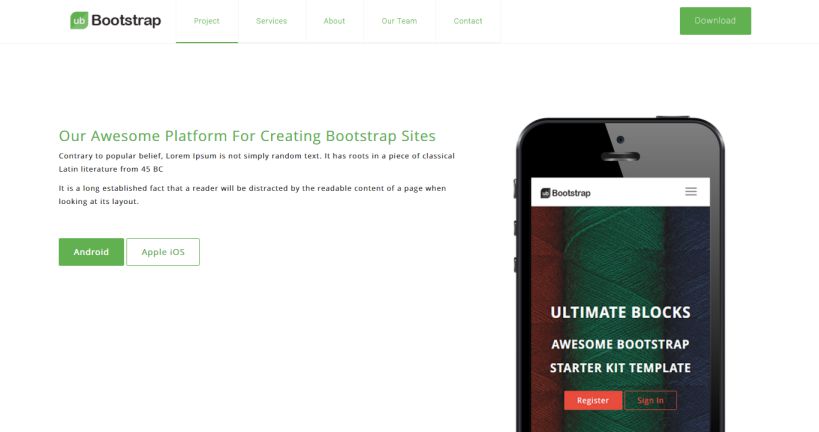 ub Bootstrap
Project
Services
About
Our Team
Contact
Download
Our Awesome Platform For Creating Bootstrap Sites
Contrary to popular belief, Lorem Ipsum is not simply random text. It has roots in a piece of classical
Latin literature from 45 BC
It is a long established fact that a reader will be distracted by the readable content of a page when
looking at its layout.
Android
Apple iOS
ub Bootstrap
ULTIMATE BLOCKS
AWESOME BOOTSTRAP
STARTER KIT TEMPLATE
Register
Sign In